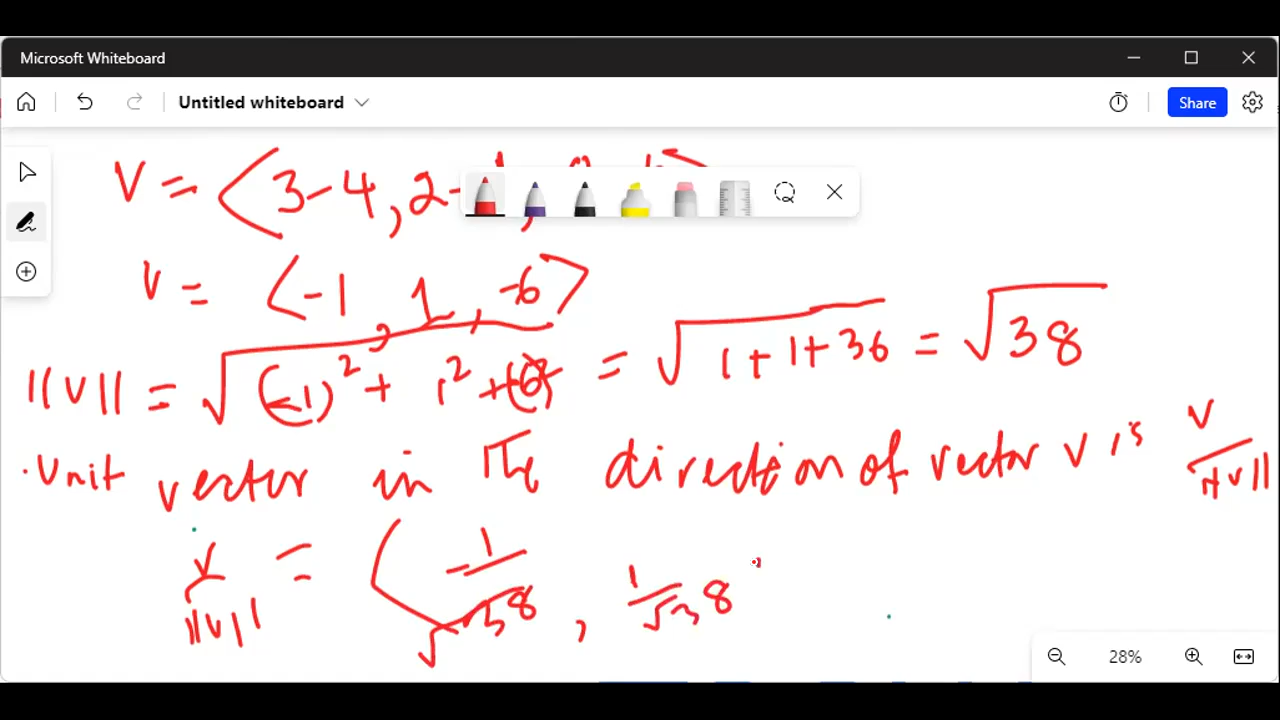 Microsoft Whiteboard
Untitled whiteboard
Share
V = < 3-4, 2-
V = < -1, 1, -6 >
||V|| = √((-1)² + 1² + (-6)²) = √(1+1+36) = √38
. Unit vector in the direction of vector v is v/||v||
v/||v|| = < -1/√38, 1/√38
28%